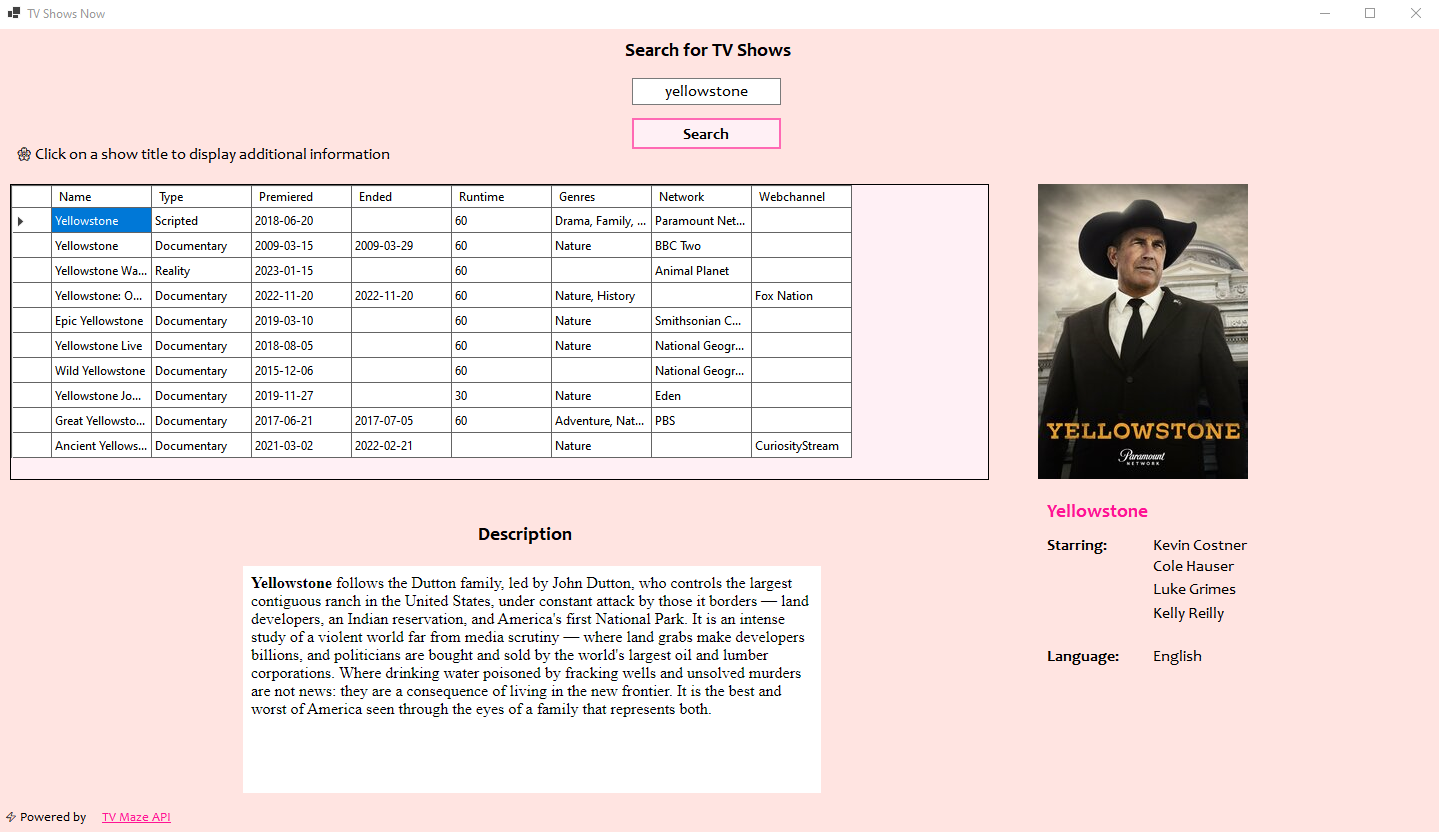 TV Shows Now
Search for TV Shows
yellowstone
Search
Click on a show title to display additional information
Name Type Premiered Ended Runtime Genres Network Webchannel
Yellowstone Scripted 2018-06-20 60 Drama, Family, ... Paramount Net...
Yellowstone Documentary 2009-03-15 2009-03-29 60 Nature BBC Two
Yellowstone Wa... Reality 2023-01-15 60 Animal Planet
Yellowstone: O... Documentary 2022-11-20 2022-11-20 60 Nature, History Fox Nation
Epic Yellowstone Documentary 2019-03-10 60 Nature Smithsonian C...
Yellowstone Live Documentary 2018-08-05 60 Nature National Geogr...
Wild Yellowstone Documentary 2015-12-06 60 National Geogr...
Yellowstone Jo... Documentary 2019-11-27 30 Nature Eden
Great Yellowsto... Documentary 2017-06-21 2017-07-05 60 Adventure, Nat... PBS
Ancient Yellows... Documentary 2021-03-02 2022-02-21 Nature CuriosityStream
YELLOWSTONE
Paramount
NETWORK
Yellowstone
Starring: Kevin Costner
Cole Hauser
Luke Grimes
Kelly Reilly
Language: English
Description
Yellowstone follows the Dutton family, led by John Dutton, who controls the largest
contiguous ranch in the United States, under constant attack by those it borders — land
developers, an Indian reservation, and America's first National Park. It is an intense
study of a violent world far from media scrutiny — where land grabs make developers
billions, and politicians are bought and sold by the world's largest oil and lumber
corporations. Where drinking water poisoned by fracking wells and unsolved murders
are not news: they are a consequence of living in the new frontier. It is the best and
worst of America seen through the eyes of a family that represents both.
Powered by TV Maze API